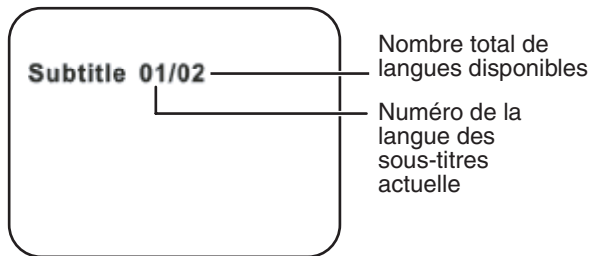 Subtitle 01/02
Nombre total de
langues disponibles
Numéro de la
langue des
sous-titres
actuelle